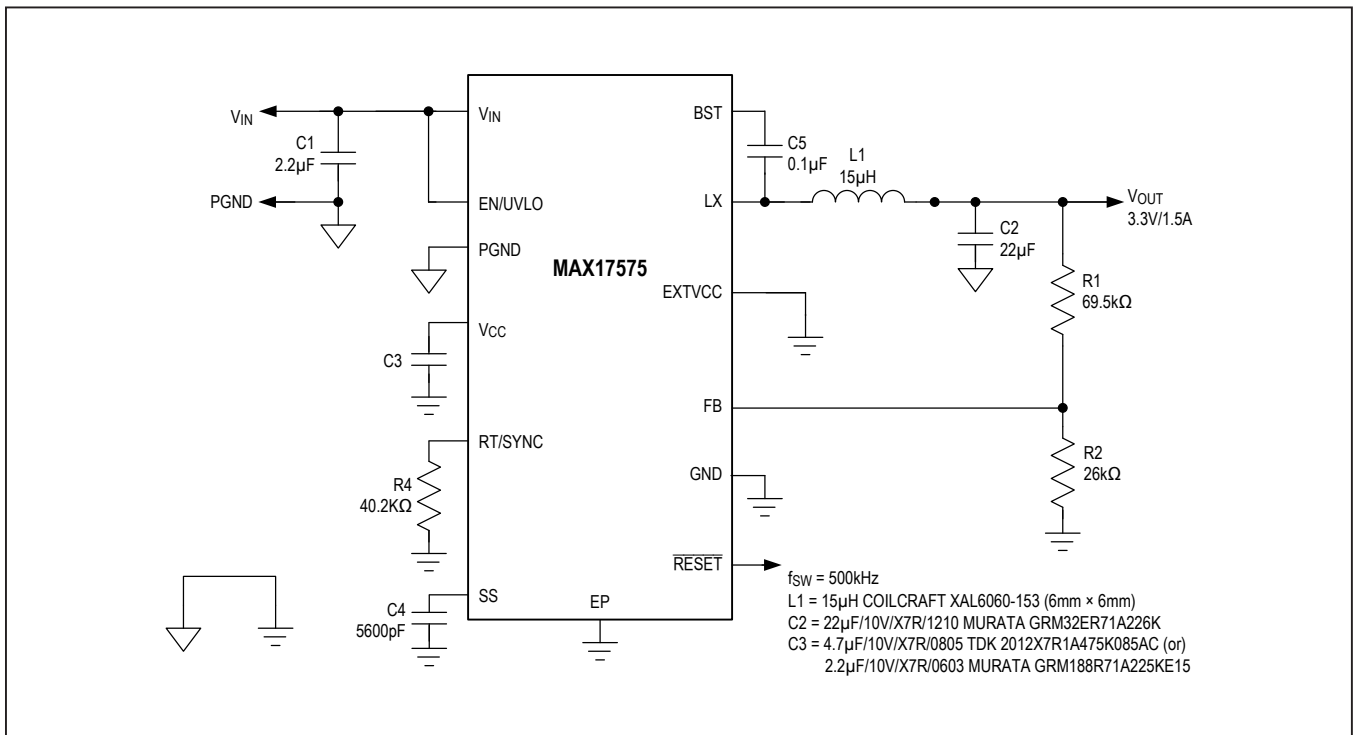 VIN
C1
2.2µF
PGND
VIN
EN/UVLO
PGND
VCC
C3
RT/SYNC
R4
40.2KΩ
SS
C4
5600pF
MAX17575
EP
BST
C5
0.1µF
L1
15µH
LX
VOUT
3.3V/1.5A
C2
22µF
EXTVCC
R1
69.5kΩ
FB
R2
26kΩ
GND
RESET
fSW = 500kHz
L1 = 15µH COILCRAFT XAL6060-153 (6mm × 6mm)
C2 = 22µF/10V/X7R/1210 MURATA GRM32ER71A226K
C3 = 4.7µF/10V/X7R/0805 TDK 2012X7R1A475K085AC (or)
2.2µF/10V/X7R/0603 MURATA GRM188R71A225KE15